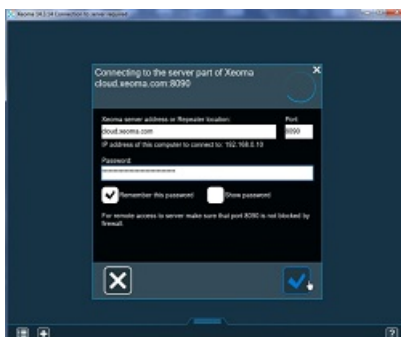 Xeoma 14.3.14 Connection to server required
Connecting to the server part of Xeoma
cloud.xeoma.com:8090
Xeoma server address or Repeater location:
Port:
cloud.xeoma.com
8090
IP address of this computer to connect to: 192.168.0.10
Password:
Remember this password
Show password
For remote access to server make sure that port 8090 is not blocked by
firewall.